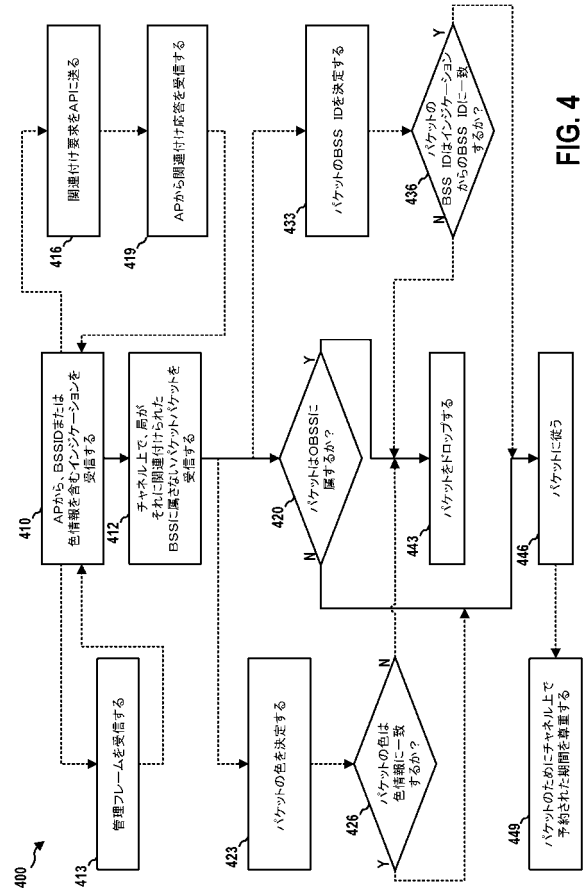 400
413
管理フレームを受信する
410
APから、BSSIDまたは
色情報を含むインジケーションを
受信する
416
関連付け要求をAPIに送る
419
APから関連付け応答を受信する
412
チャネル上で、局が
それに関連付けられた
BSSに属さないパケットパケットを
受信する
423
パケットの色を決定する
420
パケットはOBSSに
属するか?
N
Y
433
パケットのBSS IDを決定する
426
パケットの色は
色情報に一致
するか?
Y
N
436
パケットの
BSS IDはインジケーション
からのBSS IDに一致
するか?
N
Y
443
パケットをドロップする
446
パケットに従う
449
パケットのためにチャネル上で
予約された期間を尊重する
FIG. 4